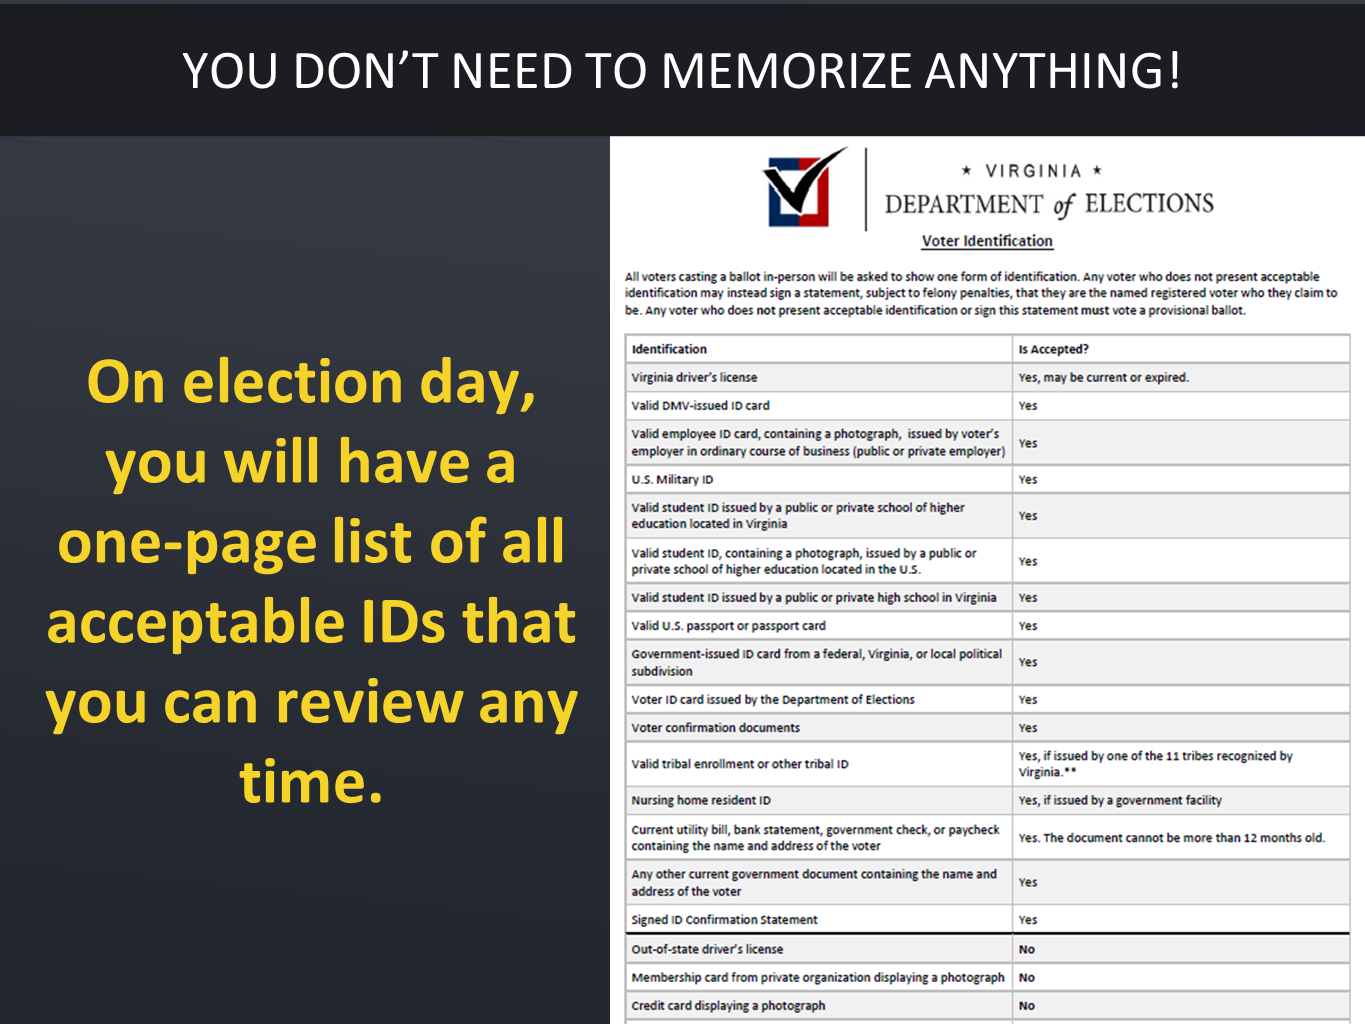 YOU DON’T NEED TO MEMORIZE ANYTHING!
On election day,
you will have a
one-page list of all
acceptable IDs that
you can review any
time.
★ VIRGINIA ★
DEPARTMENT of ELECTIONS
Voter Identification
All voters casting a ballot in-person will be asked to show one form of identification. Any voter who does not present acceptable
identification may instead sign a statement, subject to felony penalties, that they are the named registered voter who they claim to
be. Any voter who does not present acceptable identification or sign this statement must vote a provisional ballot.
Identification Is Accepted?
Virginia driver’s license Yes, may be current or expired.
Valid DMV-issued ID card Yes
Valid employee ID card, containing a photograph, issued by voter’s
employer in ordinary course of business (public or private employer) Yes
U.S. Military ID Yes
Valid student ID issued by a public or private school of higher
education located in Virginia Yes
Valid student ID, containing a photograph, issued by a public or
private school of higher education located in the U.S. Yes
Valid student ID issued by a public or private high school in Virginia Yes
Valid U.S. passport or passport card Yes
Government-issued ID card from a federal, Virginia, or local political
subdivision Yes
Voter ID card issued by the Department of Elections Yes
Voter confirmation documents Yes
Valid tribal enrollment or other tribal ID Yes, if issued by one of the 11 tribes recognized by
Virginia.**
Nursing home resident ID Yes, if issued by a government facility
Current utility bill, bank statement, government check, or paycheck
containing the name and address of the voter Yes. The document cannot be more than 12 months old.
Any other current government document containing the name and
address of the voter Yes
Signed ID Confirmation Statement Yes
Out-of-state driver’s license No
Membership card from private organization displaying a photograph No
Credit card displaying a photograph No